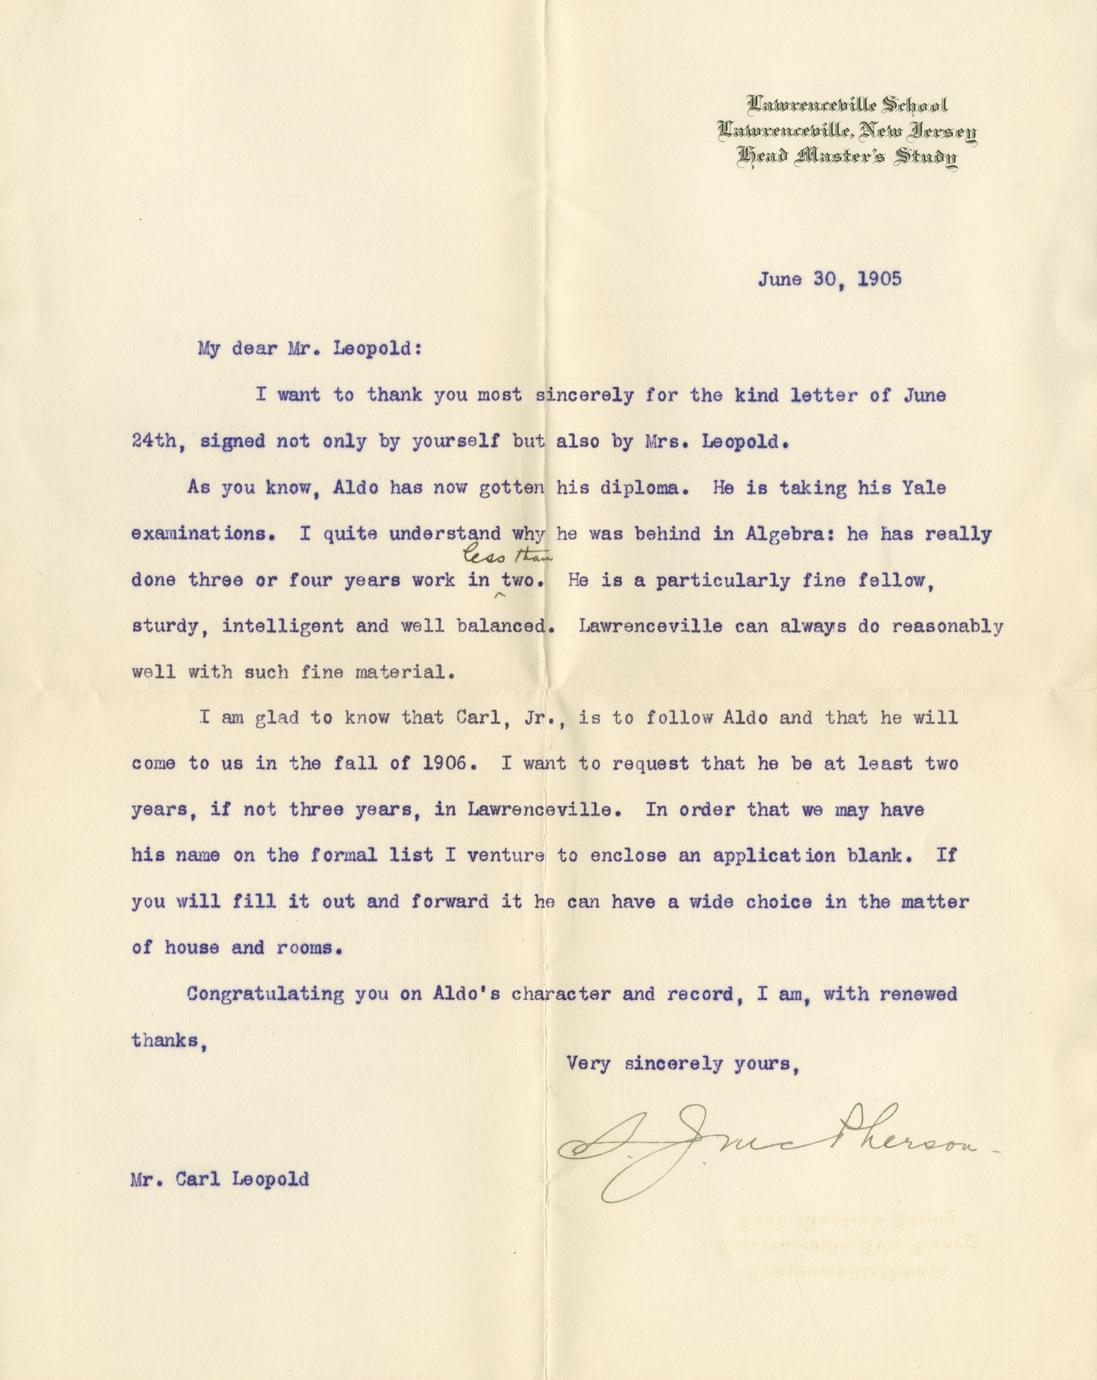 Lawrenceville School
Lawrenceville, New Jersey
Head Master's Study
June 30, 1905
My dear Mr. Leopold:
I want to thank you most sincerely for the kind letter of June
24th, signed not only by yourself but also by Mrs. Leopold.
As you know, Aldo has now gotten his diploma. He is taking his Yale
examinations. I quite understand why he was behind in Algebra: he has really
less than
done three or four years work in ^ two. He is a particularly fine fellow,
sturdy, intelligent and well balanced. Lawrenceville can always do reasonably
well with such fine material.
I am glad to know that Carl, Jr., is to follow Aldo and that he will
come to us in the fall of 1906. I want to request that he be at least two
years, if not three years, in Lawrenceville. In order that we may have
his name on the formal list I venture to enclose an application blank. If
you will fill it out and forward it he can have a wide choice in the matter
of house and rooms.
Congratulating you on Aldo's character and record, I am, with renewed
thanks,
Very sincerely yours,
S. J. McPherson.
Mr. Carl Leopold